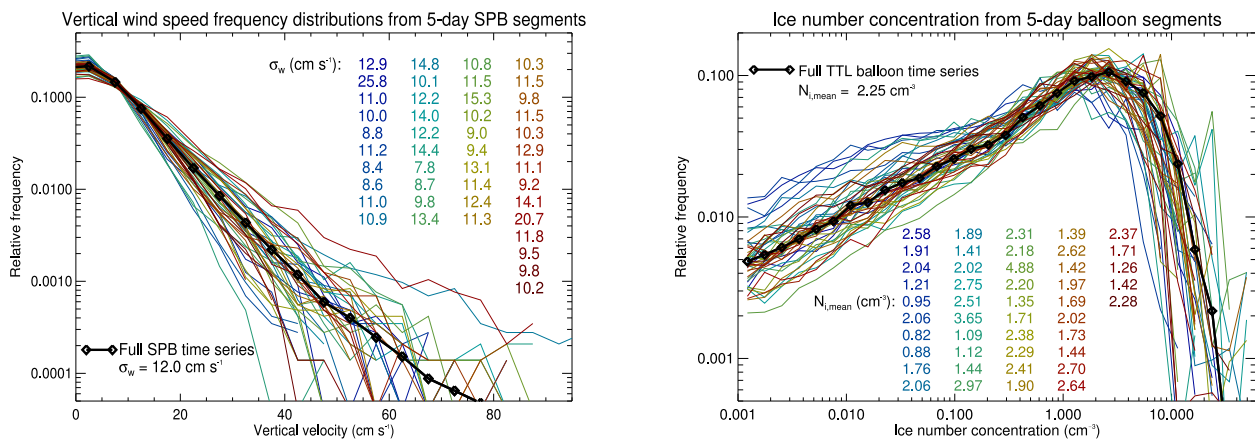 Vertical wind speed frequency distributions from 5-day SPB segments
σw (cm s⁻¹):
12.9 14.8 10.8 10.3
25.8 10.1 11.5 11.5
11.0 12.2 15.3 9.8
10.0 14.0 10.2 11.5
8.8 12.2 9.0 10.3
11.2 14.4 9.4 12.9
8.4 7.8 13.1 11.1
8.6 8.7 11.4 9.2
11.0 9.8 12.4 14.1
10.9 13.4 11.3 20.7
11.8
9.5
9.8
10.2
Full SPB time series
σw = 12.0 cm s⁻¹
Relative frequency
0.1000
0.0100
0.0010
0.0001
0 20 40 60 80
Vertical velocity (cm s⁻¹)
Ice number concentration from 5-day balloon segments
Full TTL balloon time series
Ni,mean = 2.25 cm⁻³
2.58 1.89 2.31 1.39 2.37
1.91 1.41 2.18 2.62 1.71
2.04 2.02 4.88 1.42 1.26
1.21 2.75 2.20 1.97 1.42
Ni,mean (cm⁻³): 0.95 2.51 1.35 1.69 2.28
2.06 3.65 1.71 2.02
0.82 1.09 2.38 1.73
0.88 1.12 2.29 1.44
1.76 1.44 2.41 2.70
2.06 2.97 1.90 2.64
Relative frequency
0.100
0.010
0.001
0.001 0.010 0.100 1.000 10.000
Ice number concentration (cm⁻³)